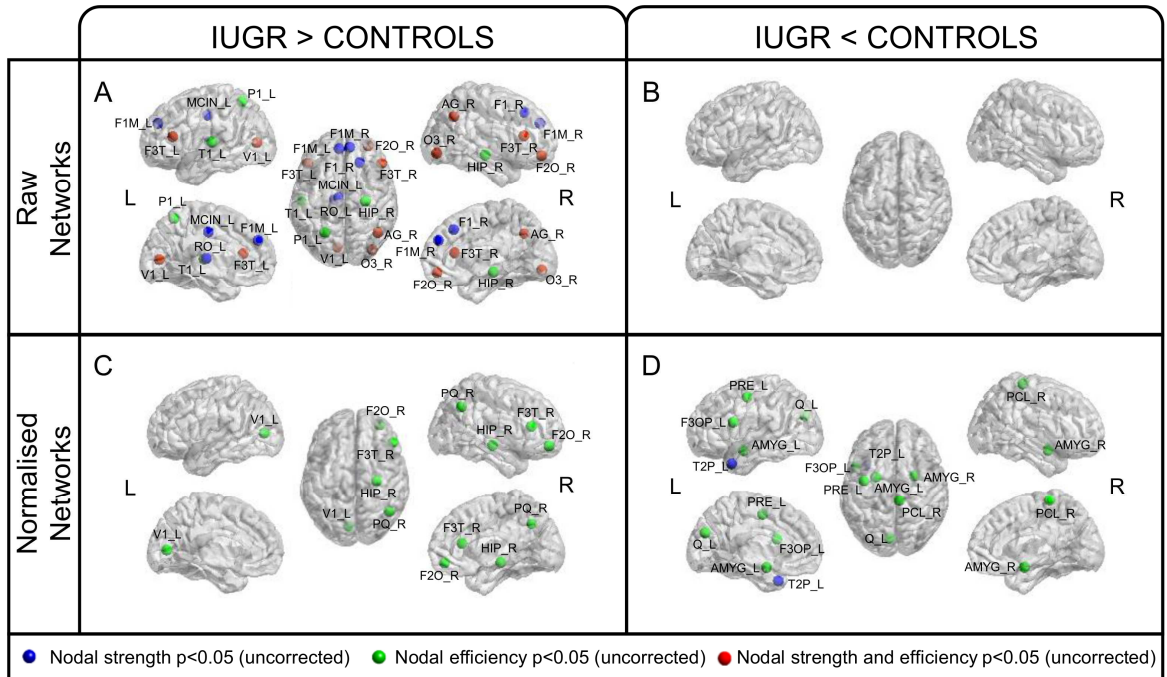 IUGR > CONTROLS
IUGR < CONTROLS
Raw
Networks
A
MCIN_L
P1_L
F1M_L
F3T_L
T1_L
V1_L
F1M_R
F1M_L
F2O_R
F1_R
F3T_L
F3T_R
MCIN_L
T1_L
RO_L
HIP_R
P1_L
AG_R
V1_L
O3_R
AG_R
F1_R
F1M_R
O3_R
F3T_R
HIP_R
F2O_R
L
R
P1_L
MCIN_L
F1M_L
RO_L
V1_L
T1_L
F3T_L
F1_R
AG_R
F1M_R
F3T_R
F2O_R
HIP_R
O3_R
B
L
R
Normalised
Networks
C
V1_L
F2O_R
F3T_R
HIP_R
V1_L
PQ_R
PQ_R
F3T_R
HIP_R
F2O_R
L
R
V1_L
F3T_R
PQ_R
HIP_R
F2O_R
D
PRE_L
Q_L
F3OP_L
AMYG_L
T2P_L
T2P_L
F3OP_L
AMYG_R
PRE_L
AMYG_L
PCL_R
Q_L
PCL_R
AMYG_R
L
R
PRE_L
Q_L
F3OP_L
AMYG_L
T2P_L
PCL_R
AMYG_R
Nodal strength p<0.05 (uncorrected)
Nodal efficiency p<0.05 (uncorrected)
Nodal strength and efficiency p<0.05 (uncorrected)